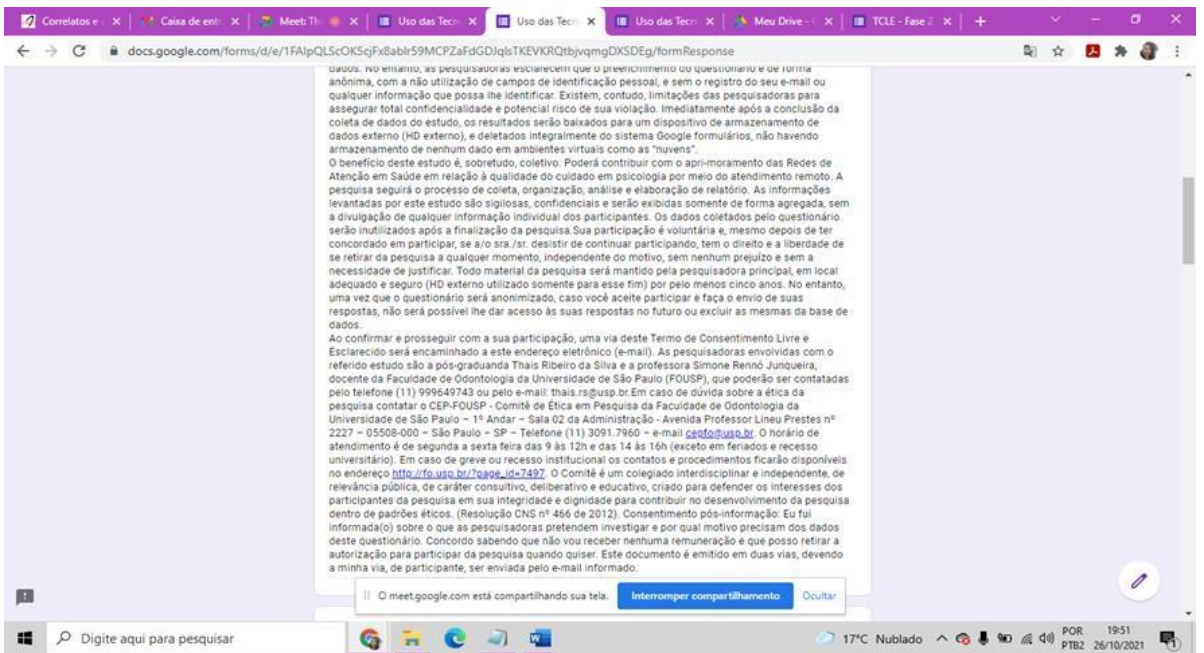 Correlatos e
Caixa de entr
Meet: Th
Uso das Tecn
Uso das Tecn
Uso das Tecn
Meu Drive - G
TCLE - Fase 2
docs.google.com/forms/d/e/1FAIpQLScOK5cjFx8ablr59MCPZaFdGDJqlsTKEVKRQtbjvqmgDXSDEg/formResponse
dados. No entanto, as pesquisadoras esclarecem que o preenchimento do questionário é de forma
anônima, com a não utilização de campos de identificação pessoal, e sem o registro do seu e-mail ou
qualquer informação que possa lhe identificar. Existem, contudo, limitações das pesquisadoras para
assegurar total confidencialidade e potencial risco de sua violação. Imediatamente após a conclusão da
coleta de dados do estudo, os resultados serão baixados para um dispositivo de armazenamento de
dados externo (HD externo), e deletados integralmente do sistema Google formulários, não havendo
armazenamento de nenhum dado em ambientes virtuais como as "nuvens".
O benefício deste estudo é, sobretudo, coletivo. Poderá contribuir com o apri-moramento das Redes de
Atenção em Saúde em relação à qualidade do cuidado em psicologia por meio do atendimento remoto. A
pesquisa seguirá o processo de coleta, organização, análise e elaboração de relatório. As informações
levantadas por este estudo são sigilosas, confidenciais e serão exibidas somente de forma agregada, sem
a divulgação de qualquer informação individual dos participantes. Os dados coletados pelo questionário
serão inutilizados após a finalização da pesquisa.Sua participação é voluntária e, mesmo depois de ter
concordado em participar, se a/o sra./sr. desistir de continuar participando, tem o direito e a liberdade de
se retirar da pesquisa a qualquer momento, independente do motivo, sem nenhum prejuízo e sem a
necessidade de justificar. Todo material da pesquisa será mantido pela pesquisadora principal, em local
adequado e seguro (HD externo utilizado somente para esse fim) por pelo menos cinco anos. No entanto,
uma vez que o questionário será anonimizado, caso você aceite participar e faça o envio de suas
respostas, não será possível lhe dar acesso às suas respostas no futuro ou excluir as mesmas da base de
dados.
Ao confirmar e prosseguir com a sua participação, uma via deste Termo de Consentimento Livre e
Esclarecido será encaminhado a este endereço eletrônico (e-mail). As pesquisadoras envolvidas com o
referido estudo são a pós-graduanda Thais Ribeiro da Silva e a professora Simone Rennó Junqueira,
docente da Faculdade de Odontologia da Universidade de São Paulo (FOUSP), que poderão ser contatadas
pelo telefone (11) 999649743 ou pelo e-mail: thais.rs@usp.br.Em caso de dúvida sobre a ética da
pesquisa contatar o CEP-FOUSP - Comitê de Ética em Pesquisa da Faculdade de Odontologia da
Universidade de São Paulo – 1º Andar – Sala 02 da Administração - Avenida Professor Lineu Prestes nº
2227 – 05508-000 – São Paulo – SP – Telefone (11) 3091.7960 – e-mail cepfo@usp.br. O horário de
atendimento é de segunda a sexta feira das 9 às 12h e das 14 às 16h (exceto em feriados e recesso
universitário). Em caso de greve ou recesso institucional os contatos e procedimentos ficarão disponíveis
no endereço http://fo.usp.br/?page_id=7497. O Comitê é um colegiado interdisciplinar e independente, de
relevância pública, de caráter consultivo, deliberativo e educativo, criado para defender os interesses dos
participantes da pesquisa em sua integridade e dignidade para contribuir no desenvolvimento da pesquisa
dentro de padrões éticos. (Resolução CNS nº 466 de 2012). Consentimento pós-informação: Eu fui
informada(o) sobre o que as pesquisadoras pretendem investigar e por qual motivo precisam dos dados
deste questionário. Concordo sabendo que não vou receber nenhuma remuneração e que posso retirar a
autorização para participar da pesquisa quando quiser. Este documento é emitido em duas vias, devendo
a minha via, de participante, ser enviada pelo e-mail informado.
O meet.google.com está compartilhando sua tela.
Interromper compartilhamento
Ocultar
Digite aqui para pesquisar
17°C Nublado
POR
PTB2
19:51
26/10/2021